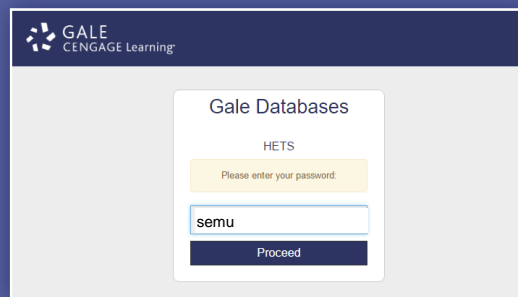 GALE
CENGAGE Learning·
Gale Databases
HETS
Please enter your password:
semu
Proceed